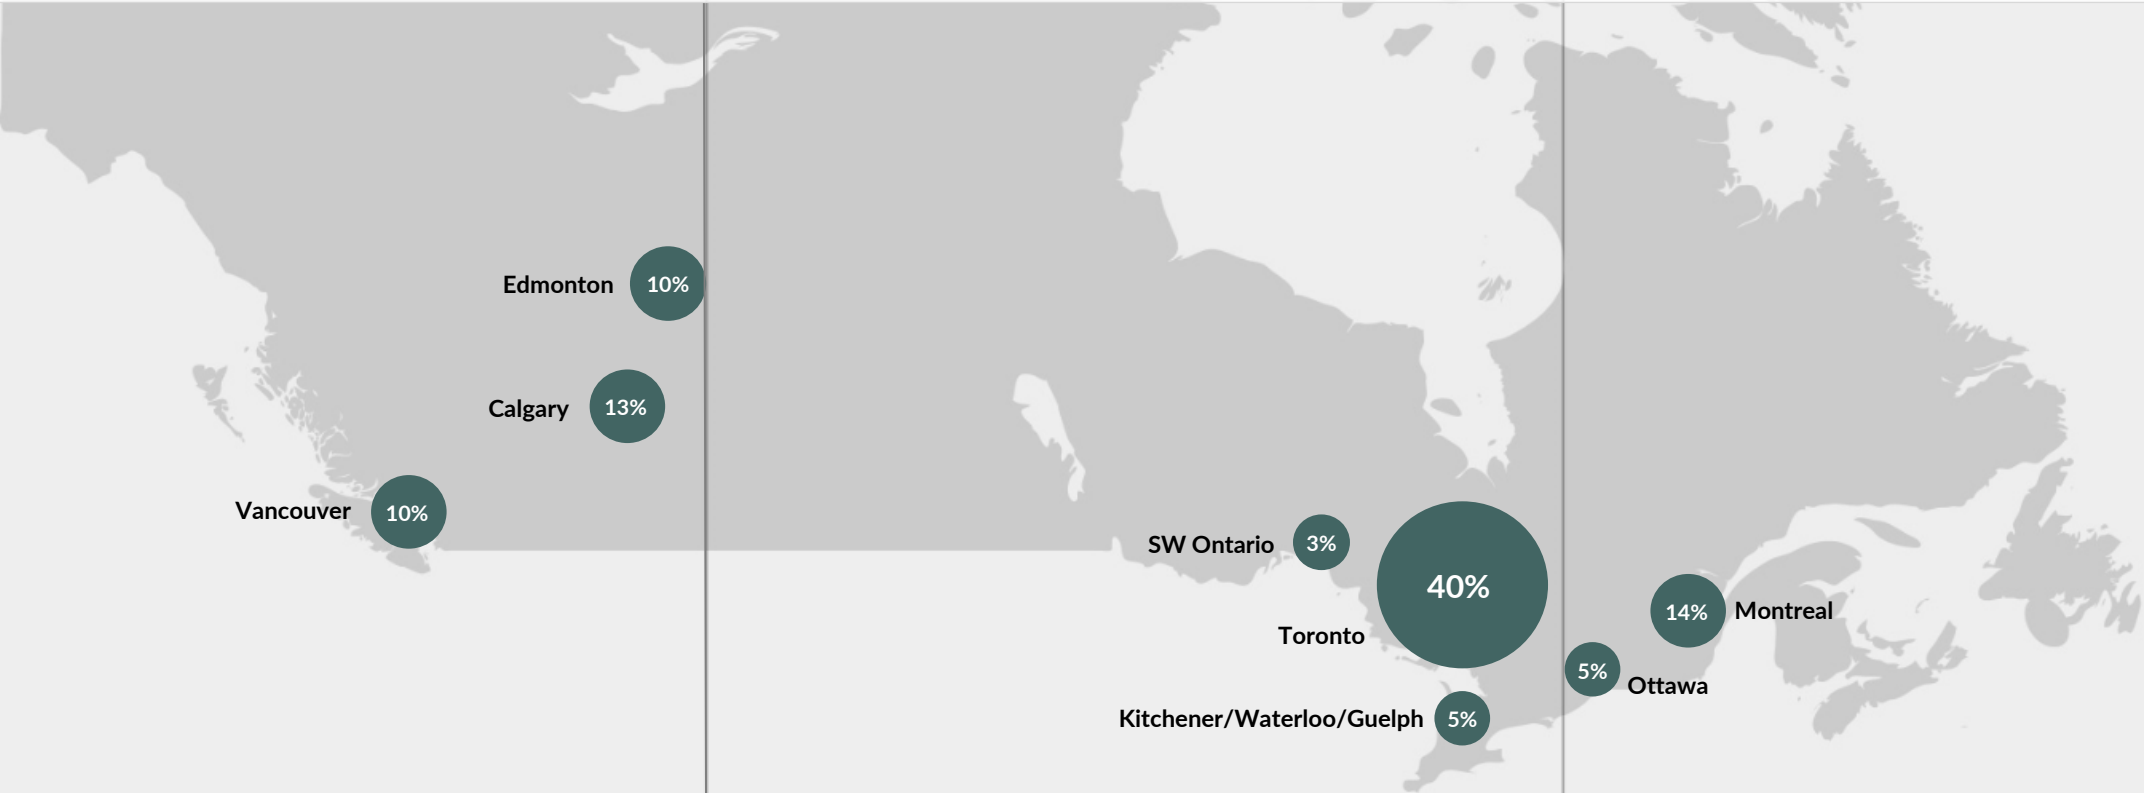 Edmonton 10%
Calgary 13%
Vancouver 10%
SW Ontario 3%
40%
Toronto
14% Montreal
5% Ottawa
Kitchener/Waterloo/Guelph 5%